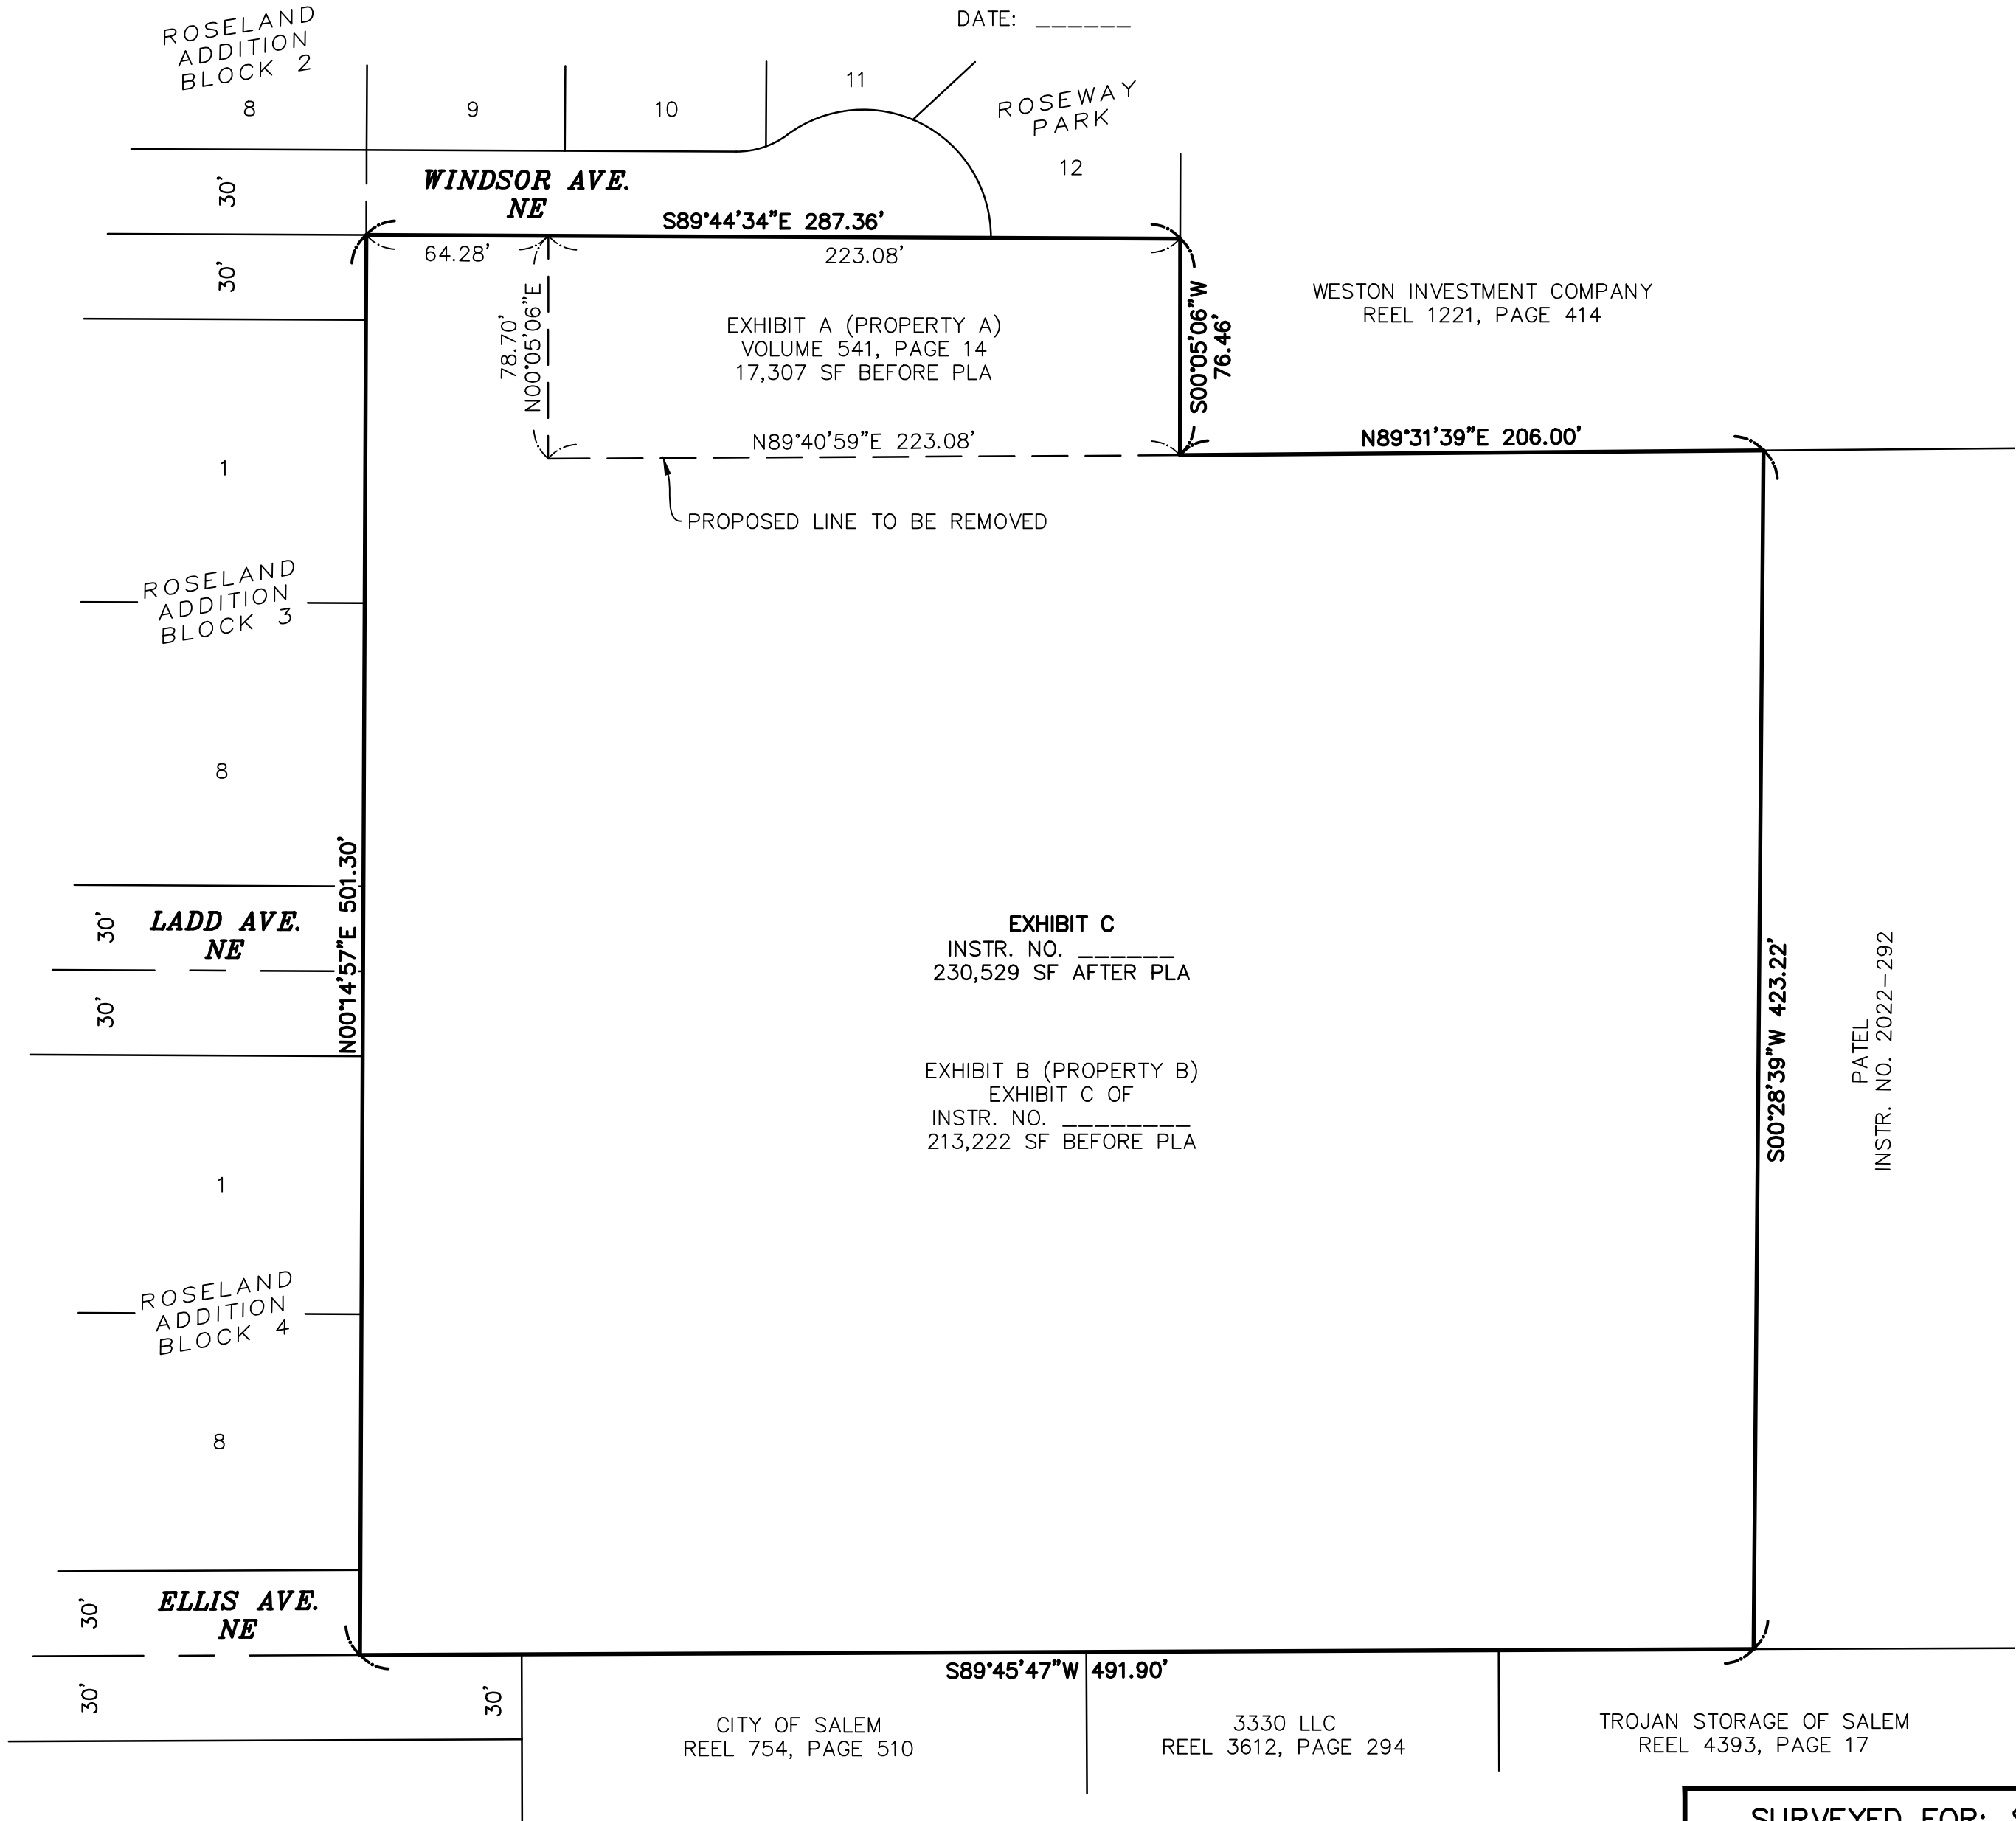 DATE: ______
ROSELAND
ADDITION
BLOCK 2
8
9
10
11
ROSEWAY
PARK
12
30'
WINDSOR AVE.
NE
S89°44'34"E 287.36'
30'
64.28'
223.08'
78.70'
N00°05'06"E
EXHIBIT A (PROPERTY A)
VOLUME 541, PAGE 14
17,307 SF BEFORE PLA
S00°05'06"W
76.46'
WESTON INVESTMENT COMPANY
REEL 1221, PAGE 414
N89°40'59"E 223.08'
N89°31'39"E 206.00'
1
PROPOSED LINE TO BE REMOVED
ROSELAND
ADDITION
BLOCK 3
8
N00°14'57"E 501.30'
30'
LADD AVE.
NE
30'
EXHIBIT C
INSTR. NO. ______
230,529 SF AFTER PLA
EXHIBIT B (PROPERTY B)
EXHIBIT C OF
INSTR. NO. ________
213,222 SF BEFORE PLA
S00°28'39"W 423.22'
PATEL
INSTR. NO. 2022-292
1
ROSELAND
ADDITION
BLOCK 4
8
30'
ELLIS AVE.
NE
S89°45'47"W 491.90'
30'
30'
CITY OF SALEM
REEL 754, PAGE 510
3330 LLC
REEL 3612, PAGE 294
TROJAN STORAGE OF SALEM
REEL 4393, PAGE 17
SURVEYED FOR: